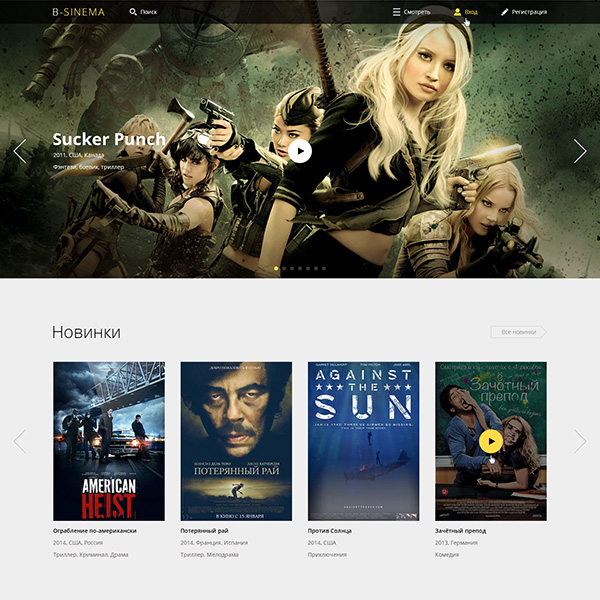 B-SINEMA
Поиск
Смотреть
Вход
Регистрация
Sucker Punch
2011, США, Канада
Фэнтази, боевик, триллер
Новинки
Все новинки
AMERICAN
HEIST
ПОТЕРЯННЫЙ РАЙ
В КИНО С 15 ЯНВАРЯ
AGAINST
THE
SUN
Зачётный
препод
Ограбление по-американски
2014, США, Россия
Триллер, Криминал, Драма
Потерянный рай
2014, Франция, Испания
Триллер, Мелодрама
Против Солнца
2014, США
Приключения
Зачётный препод
2013, Германия
Комедия